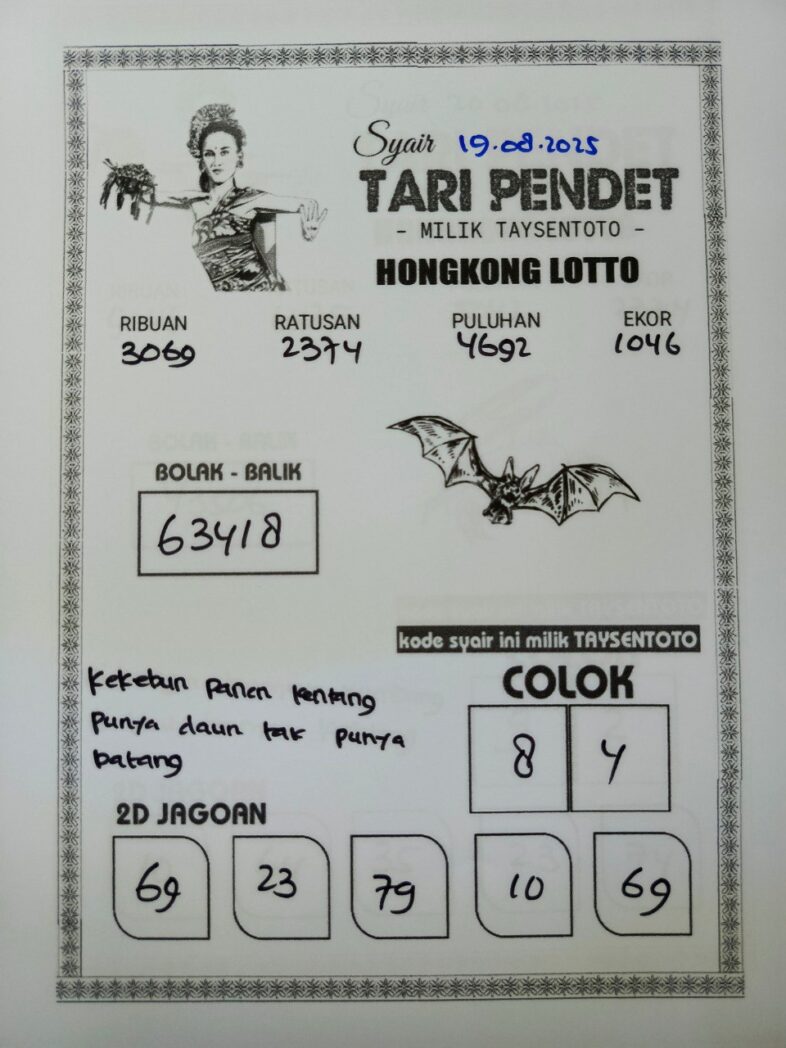 Syair 19.08.2025
TARI PENDET
- MILIK TAYSENTOTO -
HONGKONG LOTTO
RIBUAN RATUSAN PULUHAN EKOR
3069 2374 4692 1046
BOLAK - BALIK
63418
kode syair ini milik TAYSENTOTO
Kekebun panen kentang
punya daun tak punya
batang
COLOK
8 4
2D JAGOAN
69 23 79 10 69